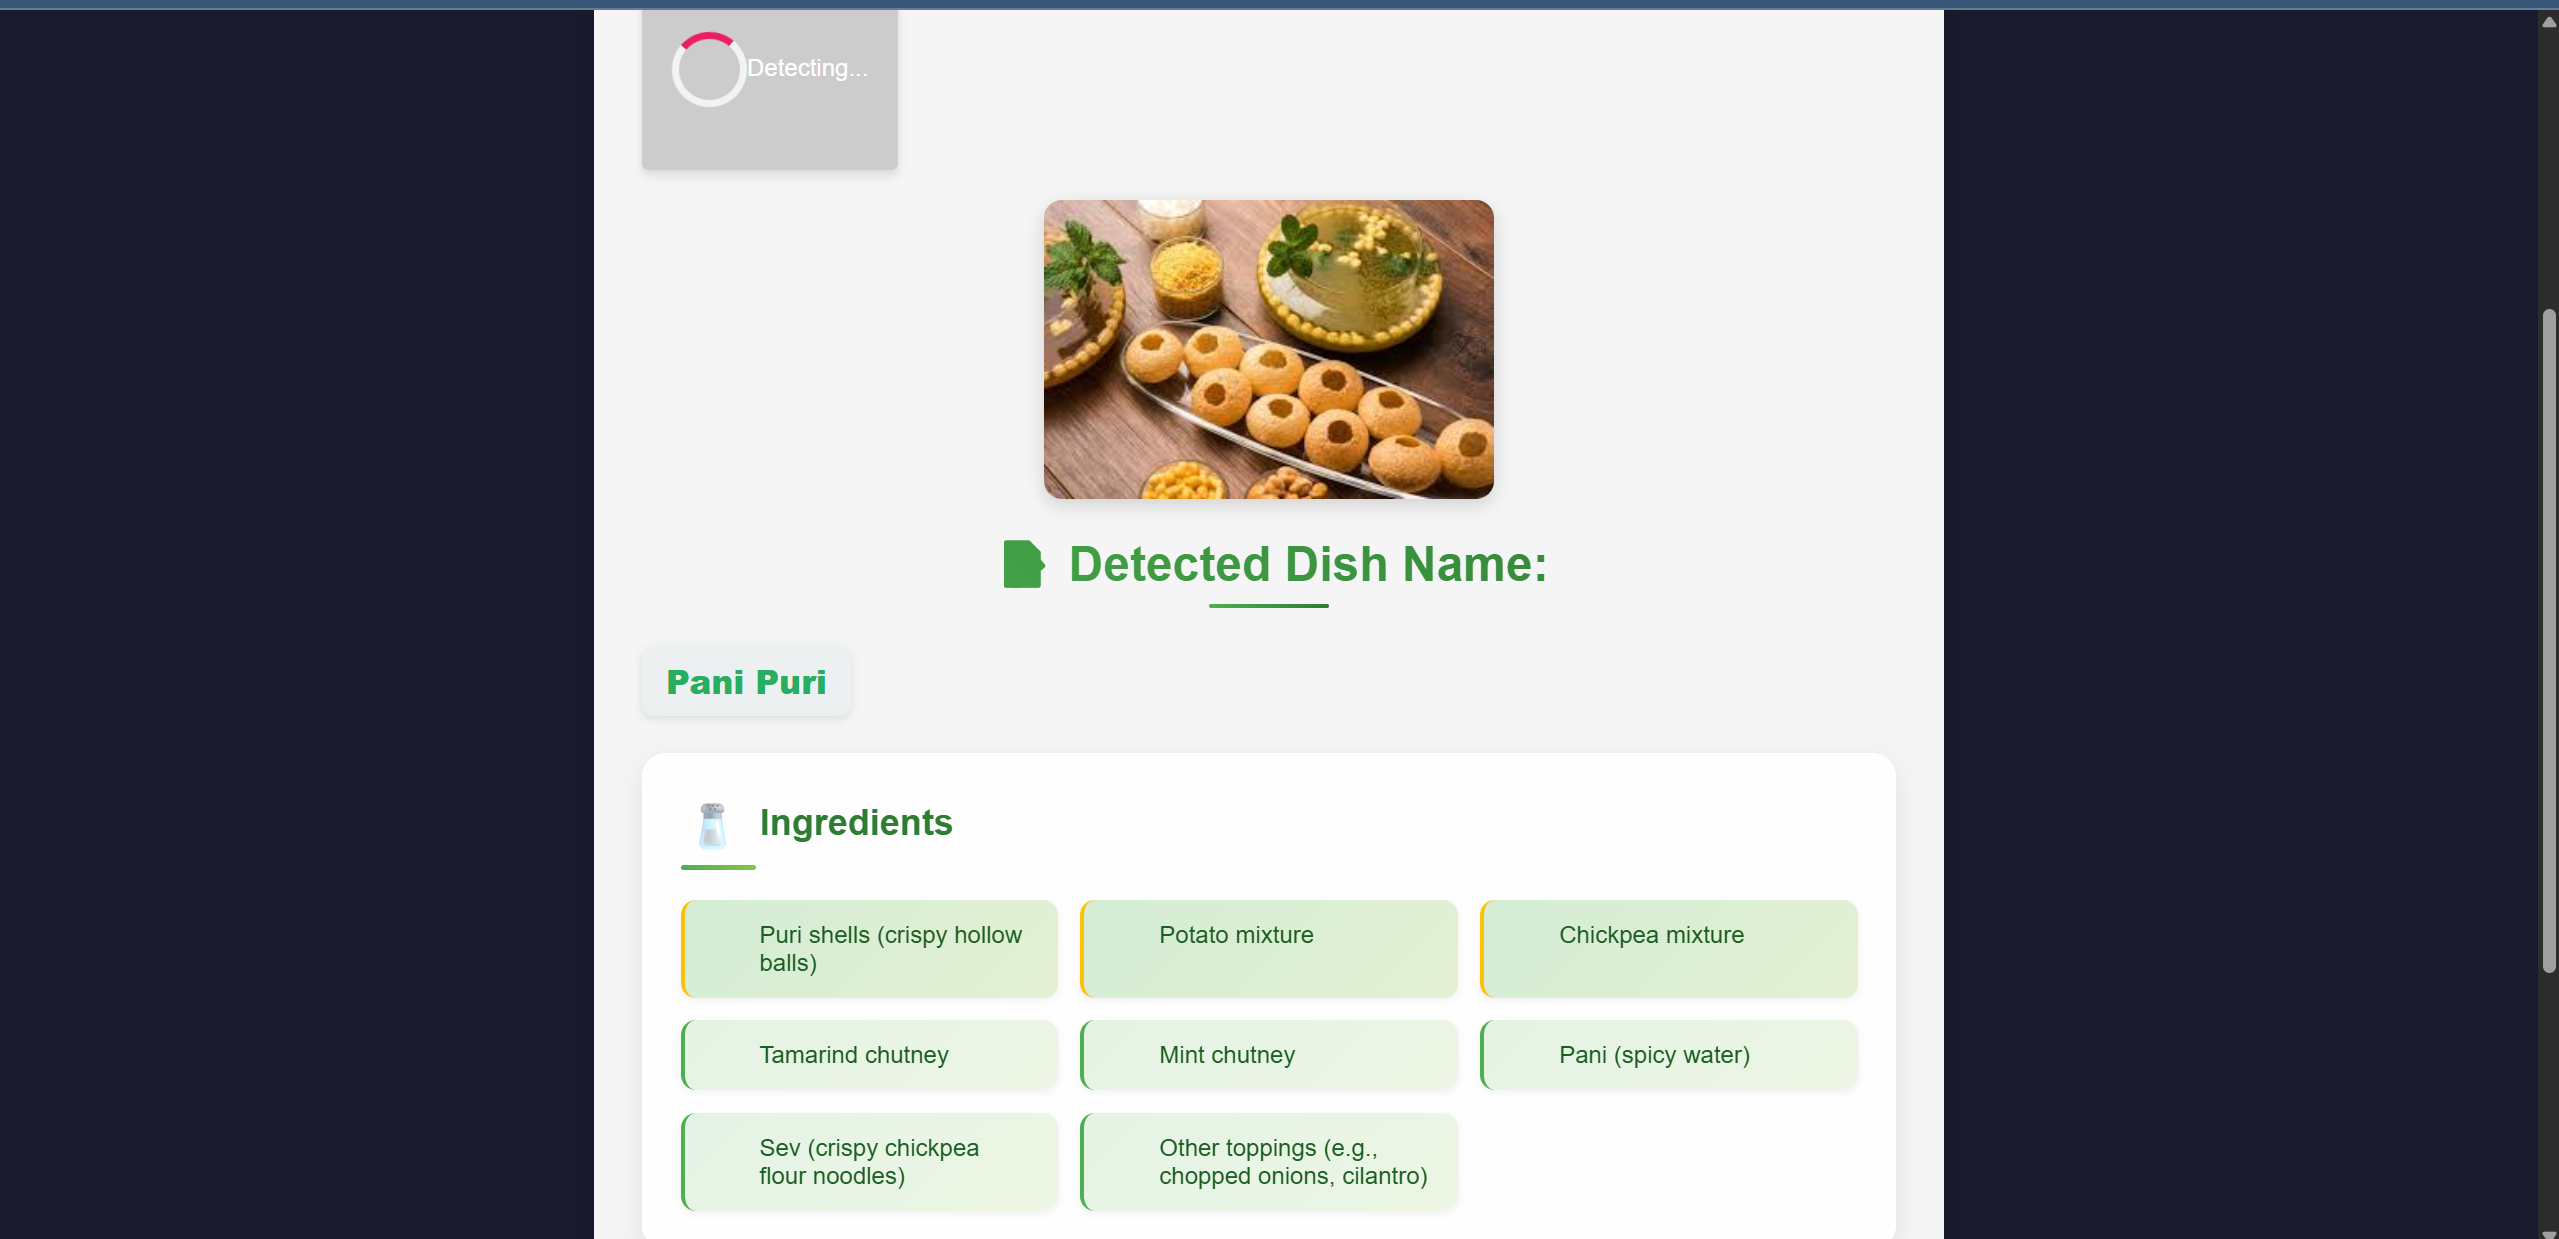 Detecting...
Detected Dish Name:
Pani Puri
Ingredients
Puri shells (crispy hollow
balls)
Potato mixture
Chickpea mixture
Tamarind chutney
Mint chutney
Pani (spicy water)
Sev (crispy chickpea
flour noodles)
Other toppings (e.g.,
chopped onions, cilantro)